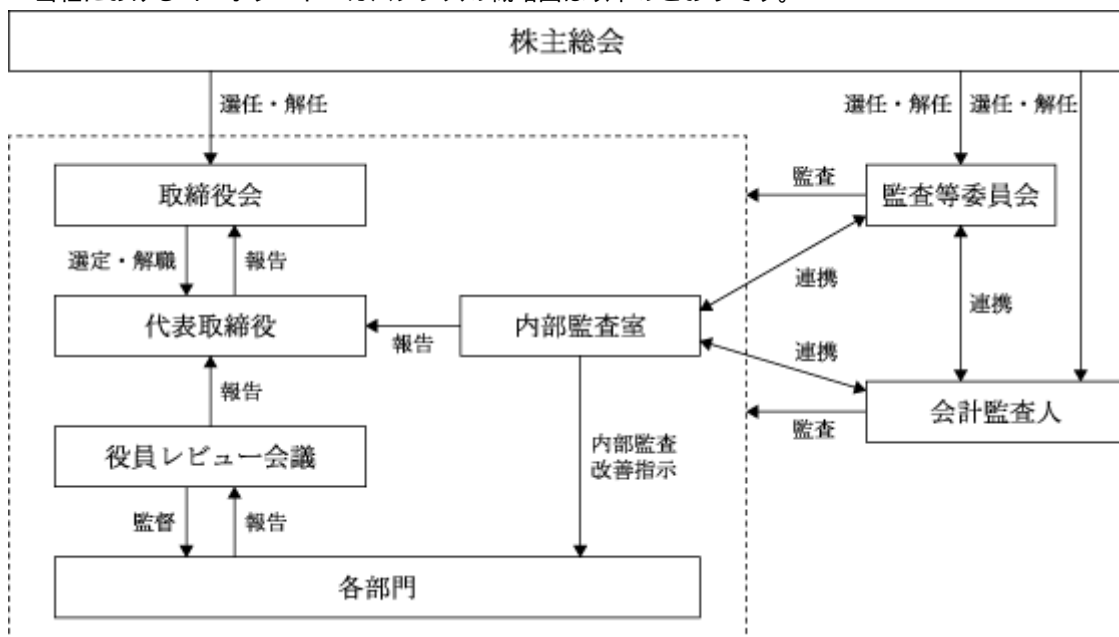 株主総会
選任・解任
選任・解任
選任・解任
取締役会
監査
監査等委員会
選定・解職
報告
連携
連携
代表取締役
報告
内部監査室
連携
報告
会計監査人
監査
役員レビュー会議
内部監査
改善指示
監督
報告
各部門